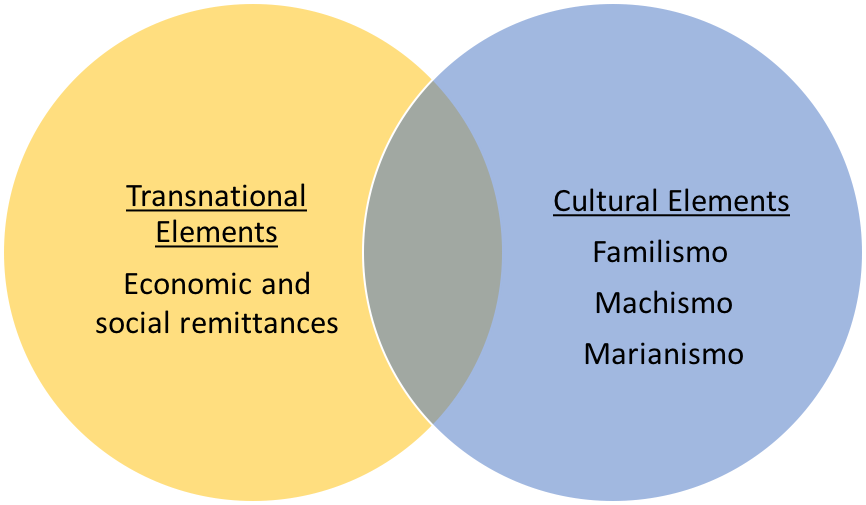 Transnational
Elements
Economic and
social remittances
Cultural Elements
Familismo
Machismo
Marianismo